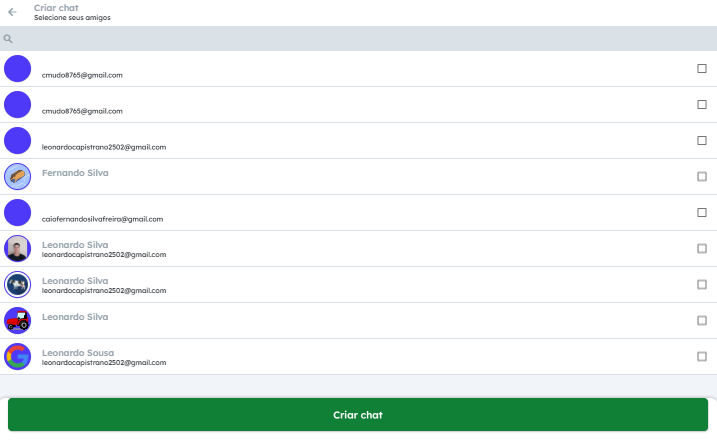 Criar chat
Selecione seus amigos
cmudo8765@gmail.com
cmudo8765@gmail.com
leonardocapistrano2502@gmail.com
Fernando Silva
caiofernandosilvafreira@gmail.com
Leonardo Silva
leonardocapistrano2502@gmail.com
Leonardo Silva
leonardocapistrano2502@gmail.com
Leonardo Silva
Leonardo Sousa
leonardocapistrano2502@gmail.com
Criar chat